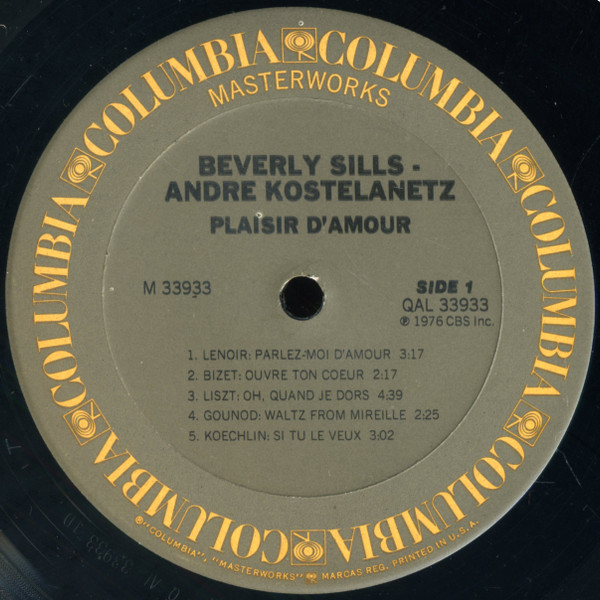 COLUMBIA COLUMBIA COLUMBIA COLUMBIA COLUMBIA COLUMBIA COLUMBIA COLUMBIA
MASTERWORKS
BEVERLY SILLS -
ANDRE KOSTELANETZ
PLAISIR D'AMOUR
M 33933
SIDE 1
QAL 33933
℗ 1976 CBS Inc.
1. LENOIR: PARLEZ-MOI D'AMOUR 3:17
2. BIZET: OUVRE TON COEUR 2:17
3. LISZT: OH, QUAND JE DORS 4:39
4. GOUNOD: WALTZ FROM MIREILLE 2:25
5. KOECHLIN: SI TU LE VEUX 3:02
®"COLUMBIA", "MASTERWORKS" MARCAS REG. PRINTED IN U.S.A.